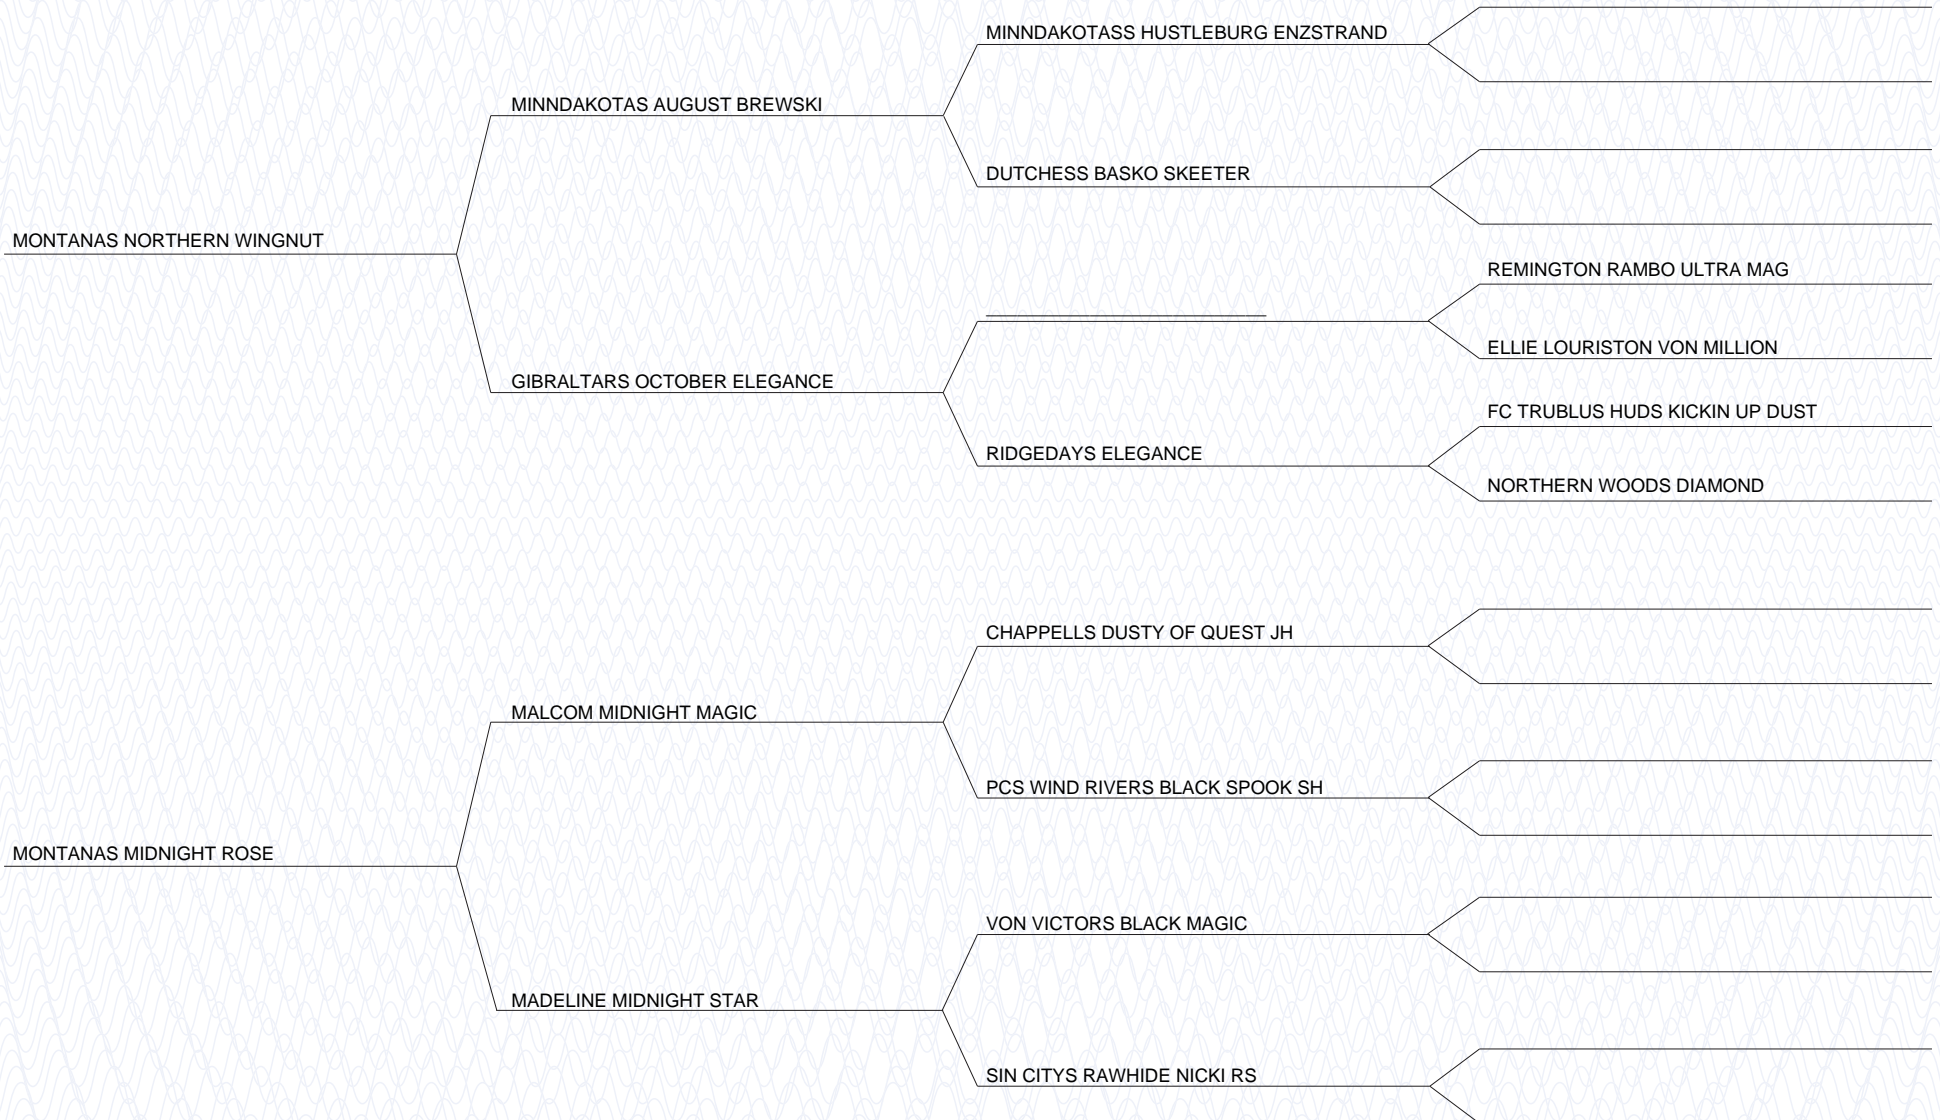 MINNDAKOTASS HUSTLEBURG ENZSTRAND
MINNDAKOTAS AUGUST BREWSKI
DUTCHESS BASKO SKEETER
MONTANAS NORTHERN WINGNUT
REMINGTON RAMBO ULTRA MAG
ELLIE LOURISTON VON MILLION
GIBRALTARS OCTOBER ELEGANCE
FC TRUBLUS HUDS KICKIN UP DUST
RIDGEDAYS ELEGANCE
NORTHERN WOODS DIAMOND
CHAPPELLS DUSTY OF QUEST JH
MALCOM MIDNIGHT MAGIC
PCS WIND RIVERS BLACK SPOOK SH
MONTANAS MIDNIGHT ROSE
VON VICTORS BLACK MAGIC
MADELINE MIDNIGHT STAR
SIN CITYS RAWHIDE NICKI RS